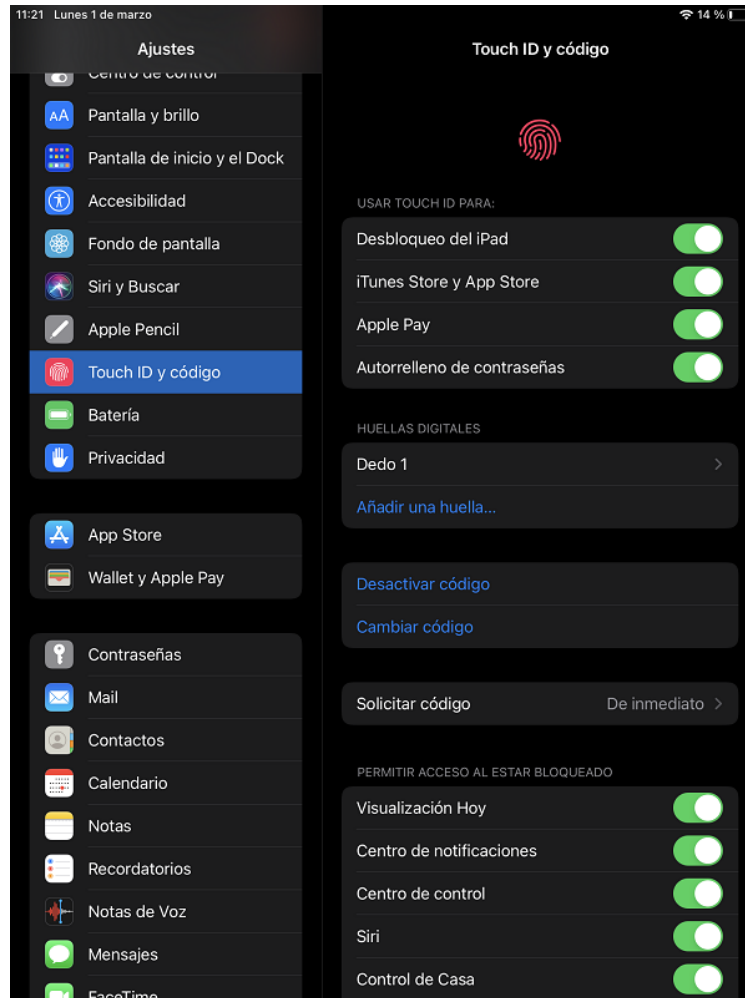 11:21 Lunes 1 de marzo
14 %
Ajustes
Centro de control
Pantalla y brillo
Pantalla de inicio y el Dock
Accesibilidad
Fondo de pantalla
Siri y Buscar
Apple Pencil
Touch ID y código
Batería
Privacidad
App Store
Wallet y Apple Pay
Contraseñas
Mail
Contactos
Calendario
Notas
Recordatorios
Notas de Voz
Mensajes
FaceTime
Touch ID y código
USAR TOUCH ID PARA:
Desbloqueo del iPad
iTunes Store y App Store
Apple Pay
Autorrelleno de contraseñas
HUELLAS DIGITALES
Dedo 1
Añadir una huella...
Desactivar código
Cambiar código
Solicitar código De inmediato
PERMITIR ACCESO AL ESTAR BLOQUEADO
Visualización Hoy
Centro de notificaciones
Centro de control
Siri
Control de Casa